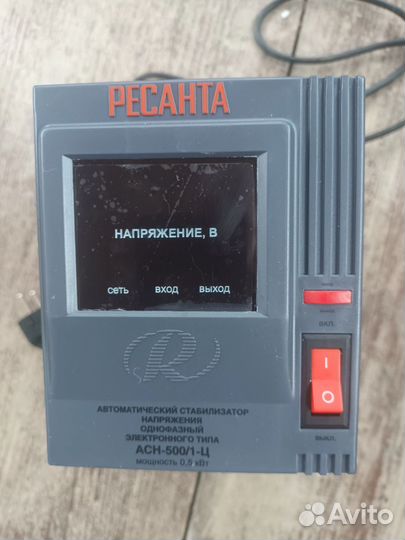 РЕСАНТА
НАПРЯЖЕНИЕ, В
сеть вход выход
ВКЛ.
I
O
ВЫКЛ.
АВТОМАТИЧЕСКИЙ СТАБИЛИЗАТОР
НАПРЯЖЕНИЯ
ОДНОФАЗНЫЙ
ЭЛЕКТРОННОГО ТИПА
АСН-500/1-Ц
мощность 0,5 кВт
Avito